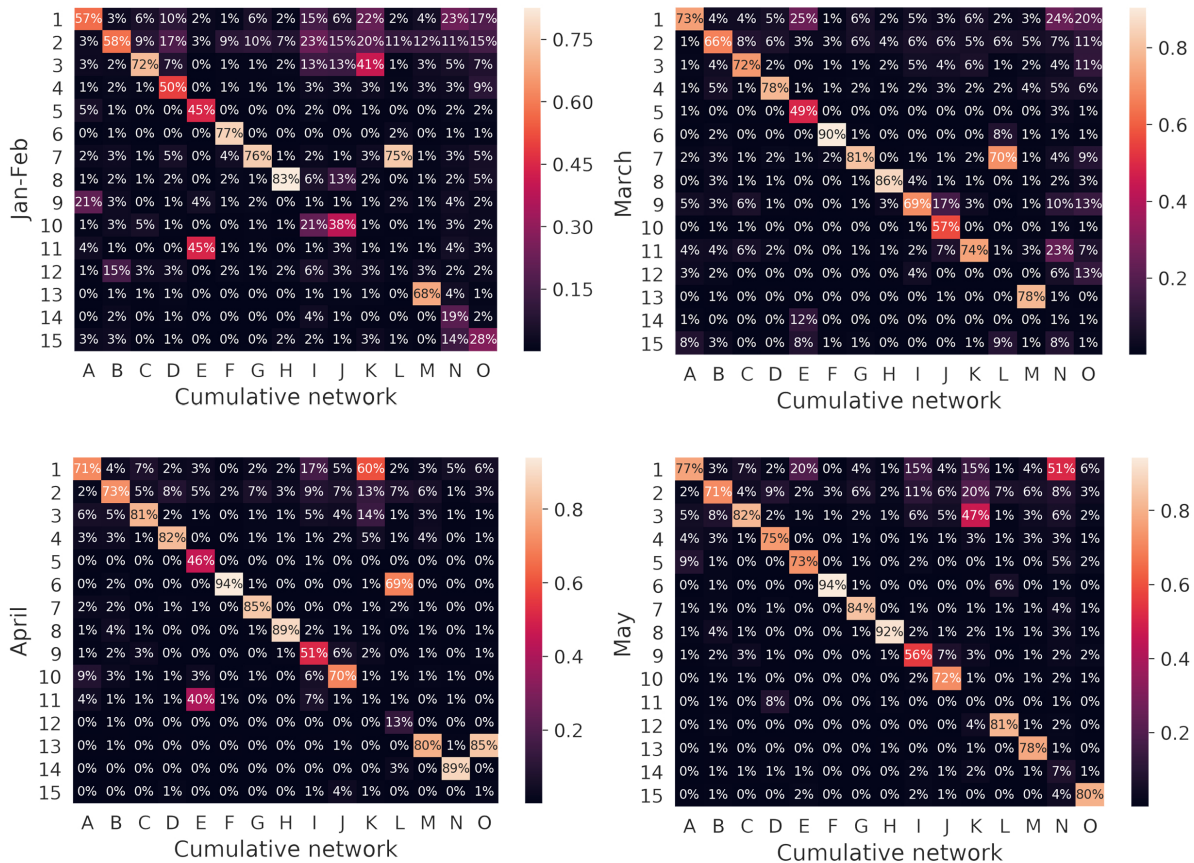 1 57% 3% 6% 10% 2% 1% 6% 2% 15% 6% 22% 2% 4% 23% 17%
2 3% 58% 9% 17% 3% 9% 10% 7% 23% 15% 20% 11% 12% 11% 15%
3 3% 2% 72% 7% 0% 1% 1% 2% 13% 13% 41% 1% 3% 5% 7%
4 1% 2% 1% 50% 0% 1% 1% 1% 2% 1% 3% 1% 3% 2% 9%
5 5% 1% 0% 0% 45% 0% 0% 0% 0% 1% 0% 0% 0% 2% 2%
6 0% 1% 0% 0% 0% 77% 0% 0% 0% 0% 0% 2% 0% 1% 1%
7 2% 3% 1% 5% 0% 4% 76% 1% 2% 1% 3% 75% 1% 3% 5%
8 1% 2% 1% 2% 0% 1% 2% 83% 6% 13% 2% 0% 1% 2% 5%
9 21% 3% 0% 1% 4% 1% 2% 0% 2% 1% 1% 1% 2% 4% 2%
10 0% 1% 5% 1% 0% 0% 0% 1% 21% 38% 1% 0% 0% 1% 2%
11 4% 1% 0% 0% 45% 1% 1% 0% 1% 3% 1% 1% 0% 4% 3%
12 1% 15% 3% 3% 0% 2% 1% 2% 6% 3% 3% 1% 3% 2% 2%
13 0% 1% 0% 1% 0% 0% 0% 0% 1% 1% 1% 0% 68% 4% 1%
14 0% 1% 0% 0% 0% 0% 0% 0% 4% 1% 0% 0% 0% 19% 2%
15 3% 3% 0% 1% 0% 2% 1% 1% 2% 3% 3% 1% 0% 14% 28%
A B C D E F G H I J K L M N O
Cumulative network
Jan-Feb
0.75
0.60
0.45
0.30
0.15
1 73% 4% 4% 5% 25% 1% 6% 2% 5% 3% 3% 2% 4% 24% 20%
2 1% 66% 8% 6% 3% 3% 6% 4% 6% 6% 5% 6% 5% 7% 11%
3 1% 4% 72% 2% 0% 1% 1% 2% 5% 4% 6% 1% 2% 4% 11%
4 1% 5% 1% 78% 1% 0% 1% 1% 2% 3% 2% 2% 4% 5% 6%
5 0% 0% 0% 0% 49% 0% 0% 0% 0% 0% 0% 0% 0% 1% 1%
6 0% 2% 0% 0% 0% 90% 1% 0% 0% 0% 0% 8% 1% 1% 1%
7 2% 3% 1% 1% 1% 2% 81% 0% 1% 1% 2% 70% 1% 4% 9%
8 0% 3% 1% 1% 0% 0% 1% 86% 4% 1% 1% 0% 1% 2% 3%
9 5% 3% 6% 1% 0% 0% 1% 3% 69% 17% 3% 0% 1% 10% 13%
10 0% 1% 0% 0% 0% 0% 0% 0% 1% 57% 0% 0% 0% 1% 1%
11 4% 4% 6% 2% 0% 1% 1% 1% 2% 7% 74% 1% 3% 23% 7%
12 3% 2% 0% 0% 0% 0% 0% 0% 4% 0% 0% 0% 0% 6% 13%
13 0% 1% 0% 1% 0% 0% 0% 0% 0% 1% 1% 0% 78% 1% 0%
14 1% 0% 0% 0% 12% 0% 0% 0% 0% 0% 0% 0% 0% 1% 1%
15 8% 3% 0% 0% 8% 1% 0% 0% 1% 0% 1% 9% 1% 8% 1%
A B C D E F G H I J K L M N O
Cumulative network
March
0.8
0.6
0.4
0.2
1 71% 4% 7% 2% 3% 0% 2% 2% 17% 5% 60% 2% 3% 5% 6%
2 2% 73% 5% 8% 5% 2% 7% 3% 9% 7% 13% 7% 6% 1% 3%
3 6% 5% 81% 2% 1% 0% 1% 1% 5% 4% 14% 1% 3% 1% 1%
4 3% 3% 1% 82% 0% 0% 1% 1% 1% 2% 5% 1% 4% 0% 1%
5 0% 0% 0% 0% 46% 0% 0% 0% 1% 0% 0% 0% 0% 0% 0%
6 0% 2% 0% 0% 0% 94% 1% 0% 0% 1% 0% 69% 0% 0% 0%
7 2% 2% 0% 1% 1% 0% 85% 0% 1% 0% 1% 2% 1% 0% 0%
8 1% 4% 1% 0% 0% 0% 1% 89% 2% 1% 1% 0% 1% 0% 1%
9 1% 2% 3% 0% 0% 0% 0% 1% 51% 6% 2% 0% 0% 1% 0%
10 9% 3% 1% 1% 3% 0% 1% 0% 6% 70% 1% 0% 1% 0% 1%
11 4% 1% 1% 1% 40% 1% 0% 0% 7% 1% 0% 0% 1% 0% 1%
12 0% 1% 0% 0% 0% 0% 0% 0% 0% 0% 0% 13% 0% 0% 0%
13 0% 1% 0% 1% 0% 0% 0% 0% 0% 1% 0% 0% 80% 1% 85%
14 0% 0% 0% 0% 0% 0% 0% 0% 0% 0% 0% 3% 0% 89% 0%
15 0% 1% 0% 0% 0% 0% 0% 0% 1% 4% 1% 0% 0% 0% 1%
A B C D E F G H I J K L M N O
Cumulative network
April
0.8
0.6
0.4
0.2
1 77% 3% 7% 2% 20% 0% 4% 1% 15% 4% 15% 1% 4% 51% 6%
2 2% 71% 4% 9% 2% 3% 6% 2% 11% 6% 20% 7% 6% 8% 3%
3 5% 8% 82% 2% 1% 1% 2% 1% 6% 5% 47% 1% 3% 6% 2%
4 4% 3% 1% 75% 0% 0% 1% 1% 1% 1% 3% 1% 3% 3% 1%
5 9% 1% 0% 0% 73% 0% 0% 0% 1% 0% 0% 0% 0% 5% 2%
6 0% 1% 0% 0% 0% 94% 1% 0% 0% 0% 0% 6% 0% 1% 0%
7 1% 1% 0% 1% 0% 0% 84% 0% 1% 0% 1% 0% 1% 4% 1%
8 1% 4% 1% 0% 0% 0% 1% 92% 2% 1% 2% 0% 1% 3% 1%
9 1% 2% 3% 1% 0% 0% 0% 1% 56% 7% 3% 0% 1% 2% 2%
10 0% 1% 1% 0% 0% 0% 0% 0% 2% 72% 1% 0% 0% 2% 1%
11 0% 0% 0% 8% 0% 0% 0% 0% 0% 0% 0% 0% 0% 1% 0%
12 0% 1% 0% 0% 0% 0% 0% 0% 0% 0% 4% 81% 1% 2% 0%
13 0% 1% 0% 0% 0% 0% 0% 0% 0% 1% 0% 0% 78% 1% 0%
14 0% 1% 1% 1% 2% 0% 0% 0% 1% 2% 2% 0% 1% 7% 1%
15 0% 1% 0% 0% 2% 0% 0% 0% 1% 0% 1% 0% 0% 4% 80%
A B C D E F G H I J K L M N O
Cumulative network
May
0.8
0.6
0.4
0.2